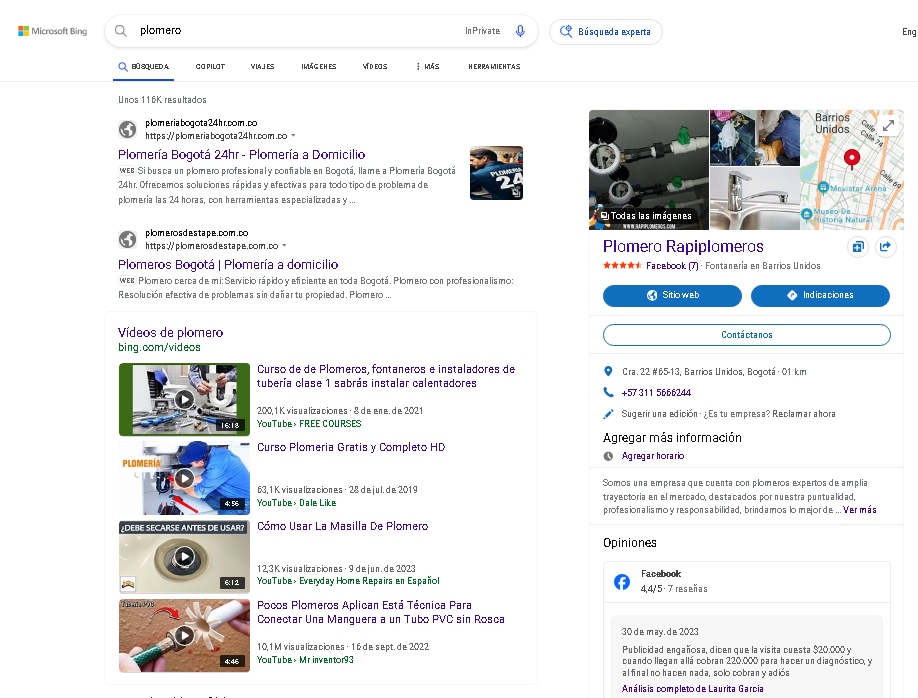 Microsoft Bing
plomero
InPrivate
Búsqueda experta
Eng
BÚSQUEDA
COPILOT
VIAJES
IMÁGENES
VÍDEOS
MÁS
HERRAMIENTAS
Unos 116K resultados
plomeriabogota24hr.com.co
https://plomeriabogota24hr.com.co
Plomería Bogotá 24hr - Plomería a Domicilio
WEB Si busca un plomero profesional y confiable en Bogotá, llame a Plomería Bogotá
24hr. Ofrecemos soluciones rápidas y efectivas para todo tipo de problema de
plomería las 24 horas, con herramientas especializadas y ...
plomerosdestape.com.co
https://plomerosdestape.com.co
Plomeros Bogotá | Plomería a domicilio
WEB Plomero cerca de mi: Servicio rápido y eficiente en toda Bogotá. Plomero con profesionalismo:
Resolución efectiva de problemas sin dañar tu propiedad. Plomero ...
Vídeos de plomero
bing.com/videos
16:18
Curso de de Plomeros, fontaneros e instaladores de
tubería clase 1 sabrás instalar calentadores
200,1K visualizaciones · 8 de ene. de 2021
YouTube › FREE COURSES
PLOMERÍA
4:56
Curso Plomeria Gratis y Completo HD
63,1K visualizaciones · 28 de jul. de 2019
YouTube › Dale Like
¿DEBE SECARSE ANTES DE USAR?
6:12
Cómo Usar La Masilla De Plomero
12,3K visualizaciones · 9 de jun. de 2023
YouTube › Everyday Home Repairs en Español
Tubería PVC
4:46
Pocos Plomeros Aplican Está Técnica Para
Conectar Una Manguera a un Tubo PVC sin Rosca
10,1M visualizaciones · 16 de sept. de 2022
YouTube › Mr inventor93
Todas las imágenes
WWW.RAPIPLOMEROS.COM
Barrios
Unidos
Calle 74
Calle 69
Movistar Arena
Museo De
Historia Natural
Plomero Rapiplomeros
Facebook (7) · Fontanería en Barrios Unidos
Sitio web
Indicaciones
Contáctanos
Cra. 22 #65-13, Barrios Unidos, Bogotá · 01 km
+57 311 5666244
Sugerir una edición · ¿Es tu empresa? Reclamar ahora
Agregar más información
Agregar horario
Somos una empresa que cuenta con plomeros expertos de amplia
trayectoria en el mercado, destacados por nuestra puntualidad,
profesionalismo y responsabilidad, brindamos lo mejor de ... Ver más
Opiniones
Facebook
4,4/5 · 7 reseñas
30 de may. de 2023
Publicidad engañosa, dicen que la visita cuesta $20.000 y
cuando llegan allá cobran 220.000 para hacer un diagnóstico, y
al final no hacen nada, solo cobran y adiós
Análisis completo de Laurita Garcia